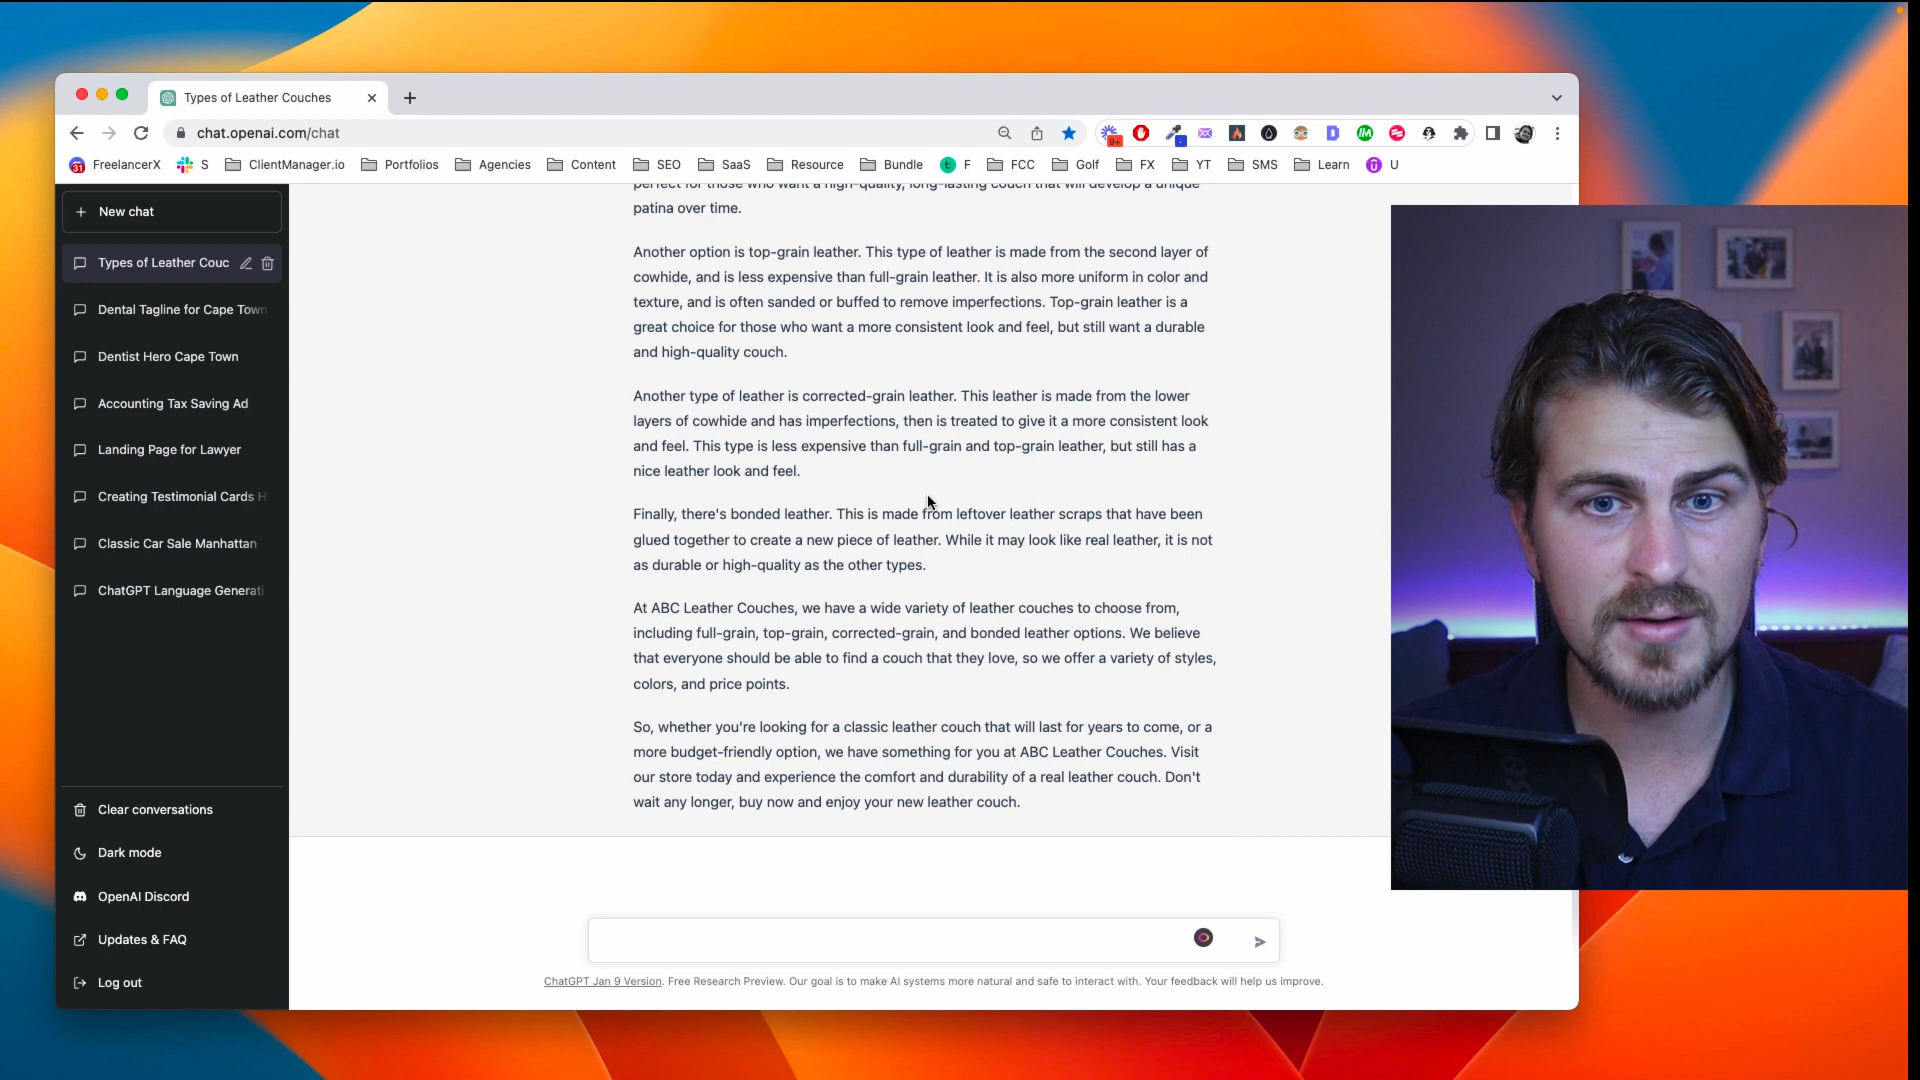 Types of Leather Couches
chat.openai.com/chat
9+
31 FreelancerX S ClientManager.io Portfolios Agencies Content SEO SaaS Resource Bundle t F FCC Golf FX YT SMS Learn U U
New chat
Types of Leather Couc
Dental Tagline for Cape Town
Dentist Hero Cape Town
Accounting Tax Saving Ad
Landing Page for Lawyer
Creating Testimonial Cards H
Classic Car Sale Manhattan
ChatGPT Language Generati
Clear conversations
Dark mode
OpenAI Discord
Updates & FAQ
Log out
perfect for those who want a high-quality, long-lasting couch that will develop a unique
patina over time.
Another option is top-grain leather. This type of leather is made from the second layer of
cowhide, and is less expensive than full-grain leather. It is also more uniform in color and
texture, and is often sanded or buffed to remove imperfections. Top-grain leather is a
great choice for those who want a more consistent look and feel, but still want a durable
and high-quality couch.
Another type of leather is corrected-grain leather. This leather is made from the lower
layers of cowhide and has imperfections, then is treated to give it a more consistent look
and feel. This type is less expensive than full-grain and top-grain leather, but still has a
nice leather look and feel.
Finally, there's bonded leather. This is made from leftover leather scraps that have been
glued together to create a new piece of leather. While it may look like real leather, it is not
as durable or high-quality as the other types.
At ABC Leather Couches, we have a wide variety of leather couches to choose from,
including full-grain, top-grain, corrected-grain, and bonded leather options. We believe
that everyone should be able to find a couch that they love, so we offer a variety of styles,
colors, and price points.
So, whether you're looking for a classic leather couch that will last for years to come, or a
more budget-friendly option, we have something for you at ABC Leather Couches. Visit
our store today and experience the comfort and durability of a real leather couch. Don't
wait any longer, buy now and enjoy your new leather couch.
ChatGPT Jan 9 Version. Free Research Preview. Our goal is to make AI systems more natural and safe to interact with. Your feedback will help us improve.